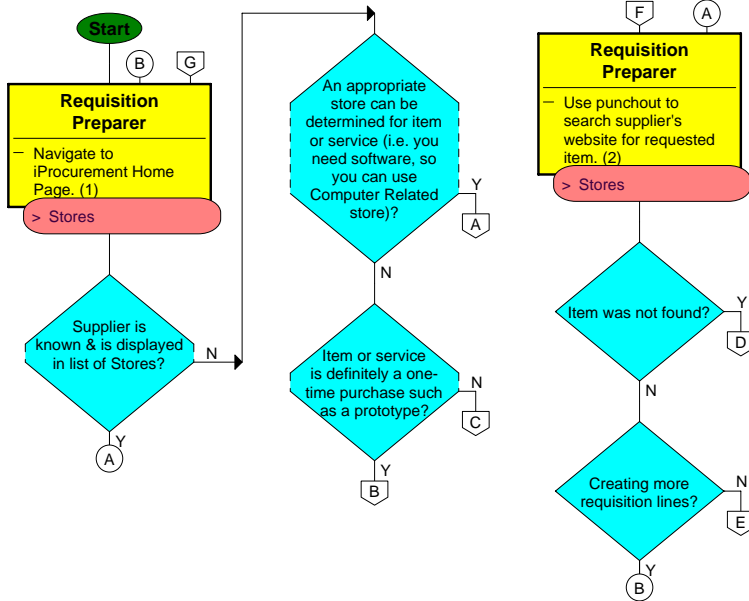 Start
B
G
Requisition
Preparer
– Navigate to
iProcurement Home
Page. (1)
> Stores
Supplier is
known & is displayed
in list of Stores?
N
Y
A
An appropriate
store can be
determined for item
or service (i.e. you
need software, so
you can use
Computer Related
store)?
Y
A
N
Item or service
is definitely a one-
time purchase such
as a prototype?
N
C
Y
B
F
A
Requisition
Preparer
– Use punchout to
search supplier's
website for requested
item. (2)
> Stores
Item was not found?
Y
D
N
Creating more
requisition lines?
N
E
Y
B